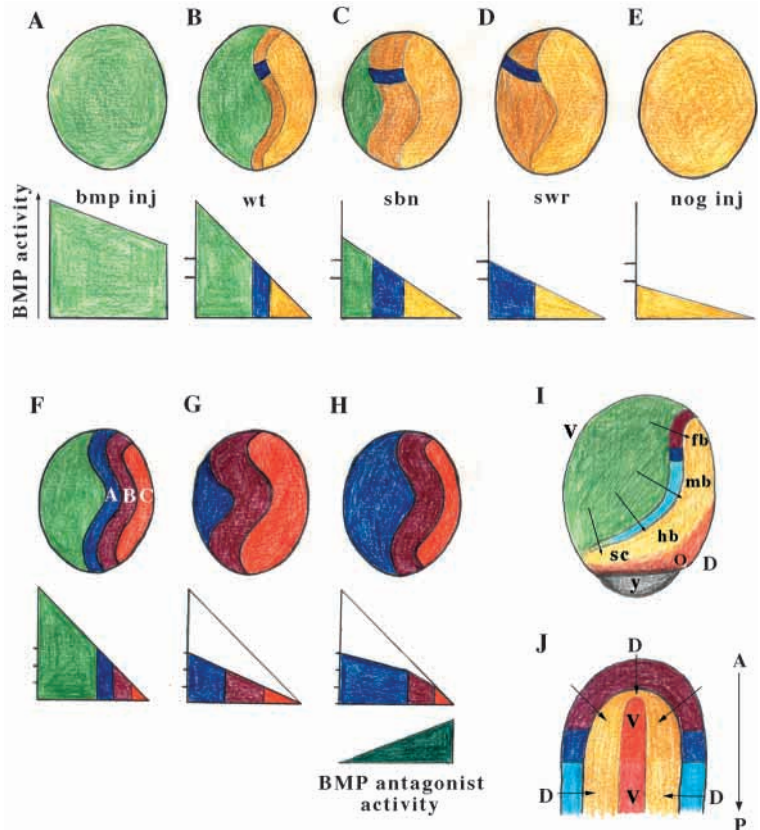 A B C D E
bmp inj wt sbn swr nog inj
BMP activity
F G H I
A B C
V
fb
mb
hb
sc
O D
y
J
D A
V
D V D
P
BMP antagonist
activity